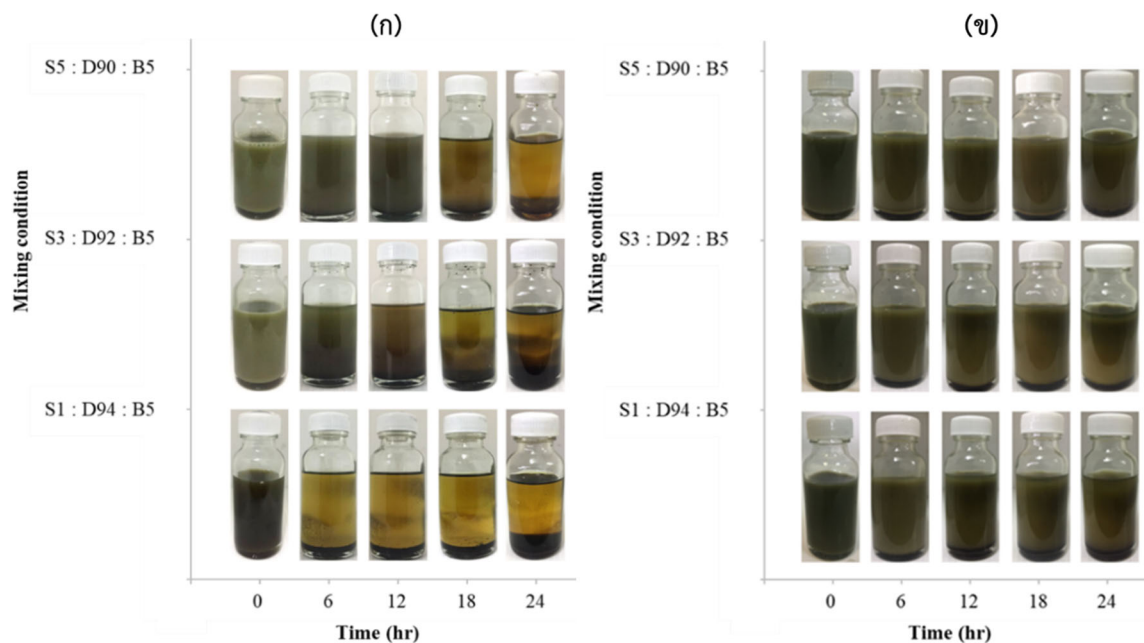 (ก)
S5 : D90 : B5
S3 : D92 : B5
S1 : D94 : B5
Mixing condition
0 6 12 18 24
Time (hr)
(ข)
S5 : D90 : B5
S3 : D92 : B5
S1 : D94 : B5
Mixing condition
0 6 12 18 24
Time (hr)